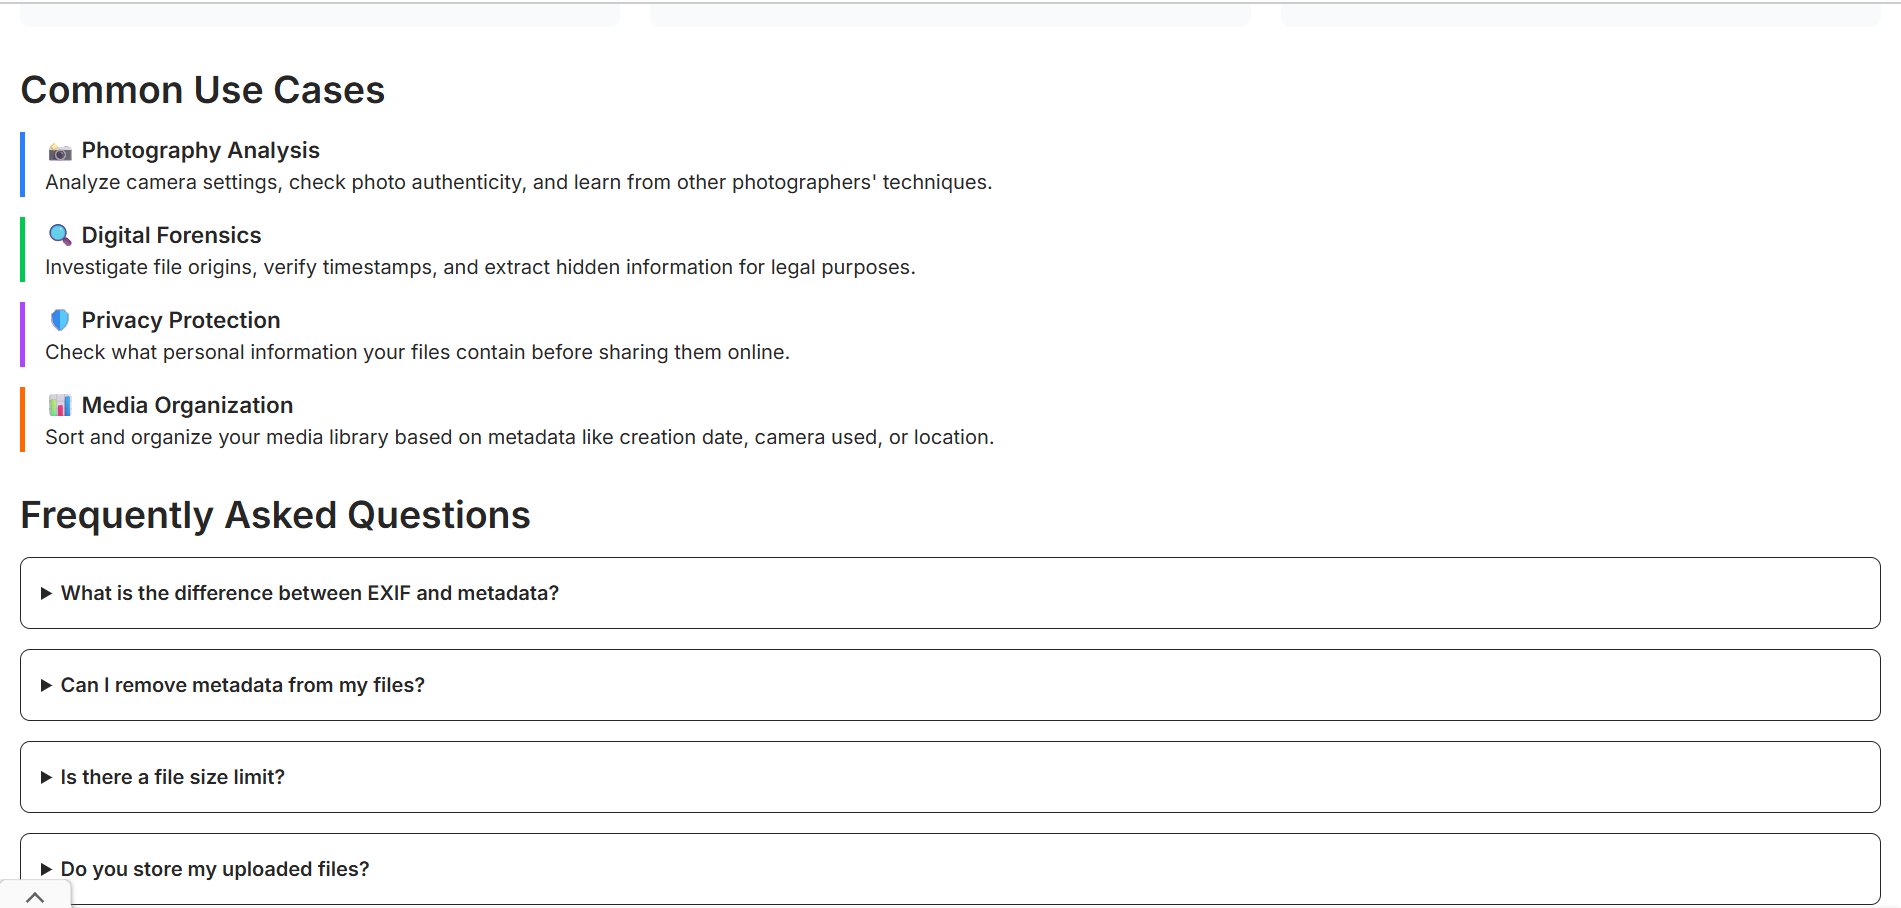 Common Use Cases
Photography Analysis
Analyze camera settings, check photo authenticity, and learn from other photographers' techniques.
Digital Forensics
Investigate file origins, verify timestamps, and extract hidden information for legal purposes.
Privacy Protection
Check what personal information your files contain before sharing them online.
Media Organization
Sort and organize your media library based on metadata like creation date, camera used, or location.
Frequently Asked Questions
What is the difference between EXIF and metadata?
Can I remove metadata from my files?
Is there a file size limit?
Do you store my uploaded files?